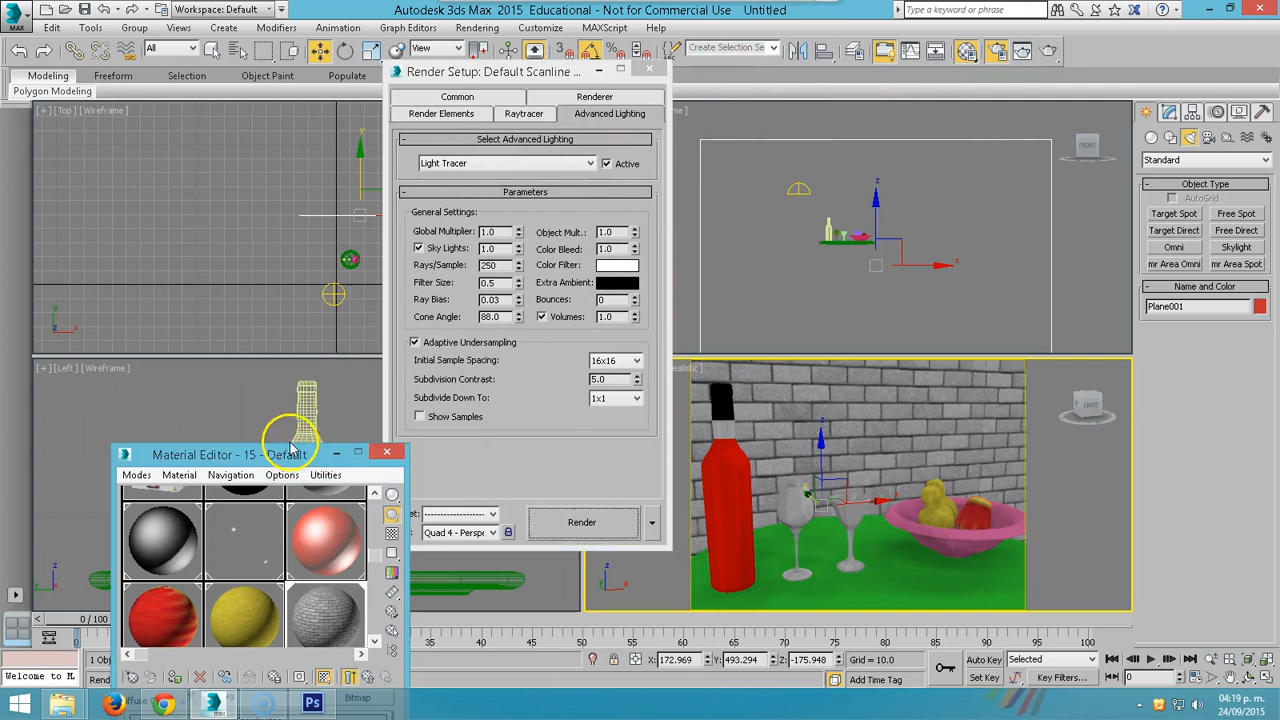 Workspace: Default
Autodesk 3ds Max 2015 Educational - Not for Commercial Use Untitled
Type a keyword or phrase
MAX
Edit Tools Group Views Create Modifiers Animation Graph Editors Rendering Customize MAXScript Help
All
View
Create Selection Se
Modeling Freeform Selection Object Paint Populate
Polygon Modeling
Render Setup: Default Scanline ...
Common Renderer
Render Elements Raytracer Advanced Lighting
Select Advanced Lighting
Light Tracer
Active
Parameters
General Settings:
Global Multiplier: 1.0 Object Mult.: 1.0
Sky Lights: 1.0 Color Bleed: 1.0
Rays/Sample: 250 Color Filter:
Filter Size: 0.5 Extra Ambient:
Ray Bias: 0.03 Bounces: 0
Cone Angle: 88.0 Volumes: 1.0
Adaptive Undersampling
Initial Sample Spacing: 16x16
Subdivision Contrast: 5.0
Subdivide Down To: 1x1
Show Samples
Render
Quad 4 - Perspe
[+] [Top] [Wireframe]
[+] [Left] [Wireframe]
FRONT
FRONT
Standard
Object Type
AutoGrid
Target Spot Free Spot
Target Direct Free Direct
Omni Skylight
mr Area Omni mr Area Spot
Name and Color
Plane001
Material Editor - 15 - Default
Modes Material Navigation Options Utilities
0 / 100
35 40 45 50 55 60 65 70 75 80 85 90 95 100
1 Obj
X: 172.969 Y: 493.294 Z: -175.948 Grid = 10.0
Auto Key Selected
Welcome to M
Add Time Tag
Set Key Key Filters...
0
Bitmap
04:19 p. m.
24/09/2015